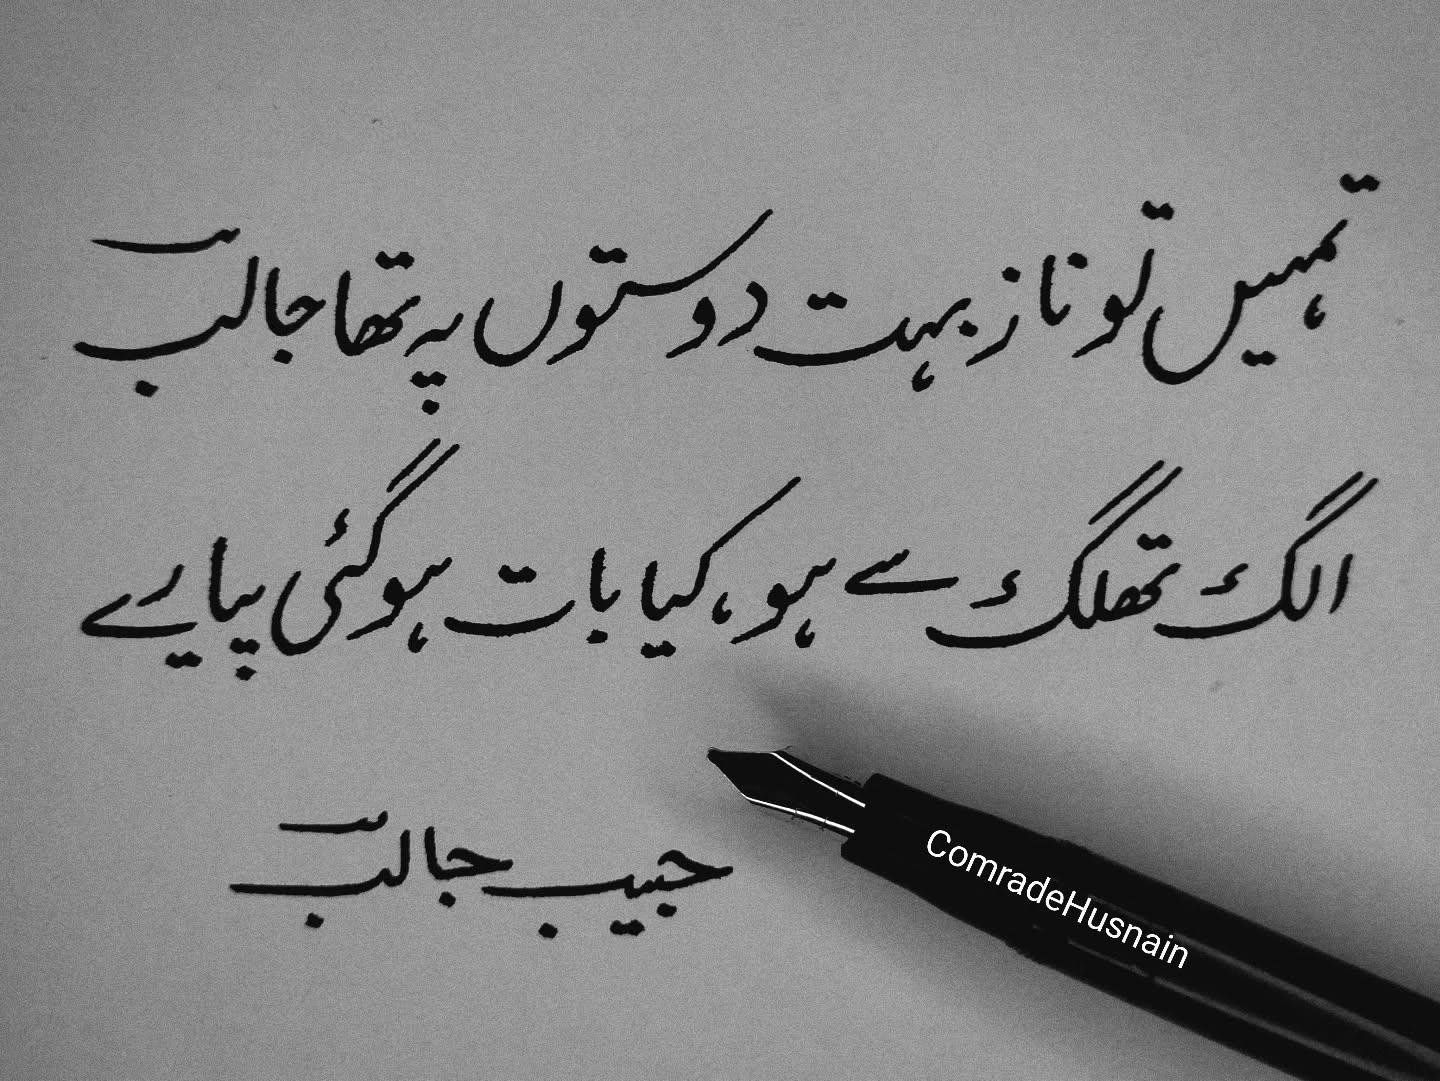 تمہیں تو ناز بہت دوستوں پہ تھا جالبؔ
الگ تھلگ سے ہو، کیا بات ہو گئی پیارے
حبیب جالبؔ
ComradeHusnain